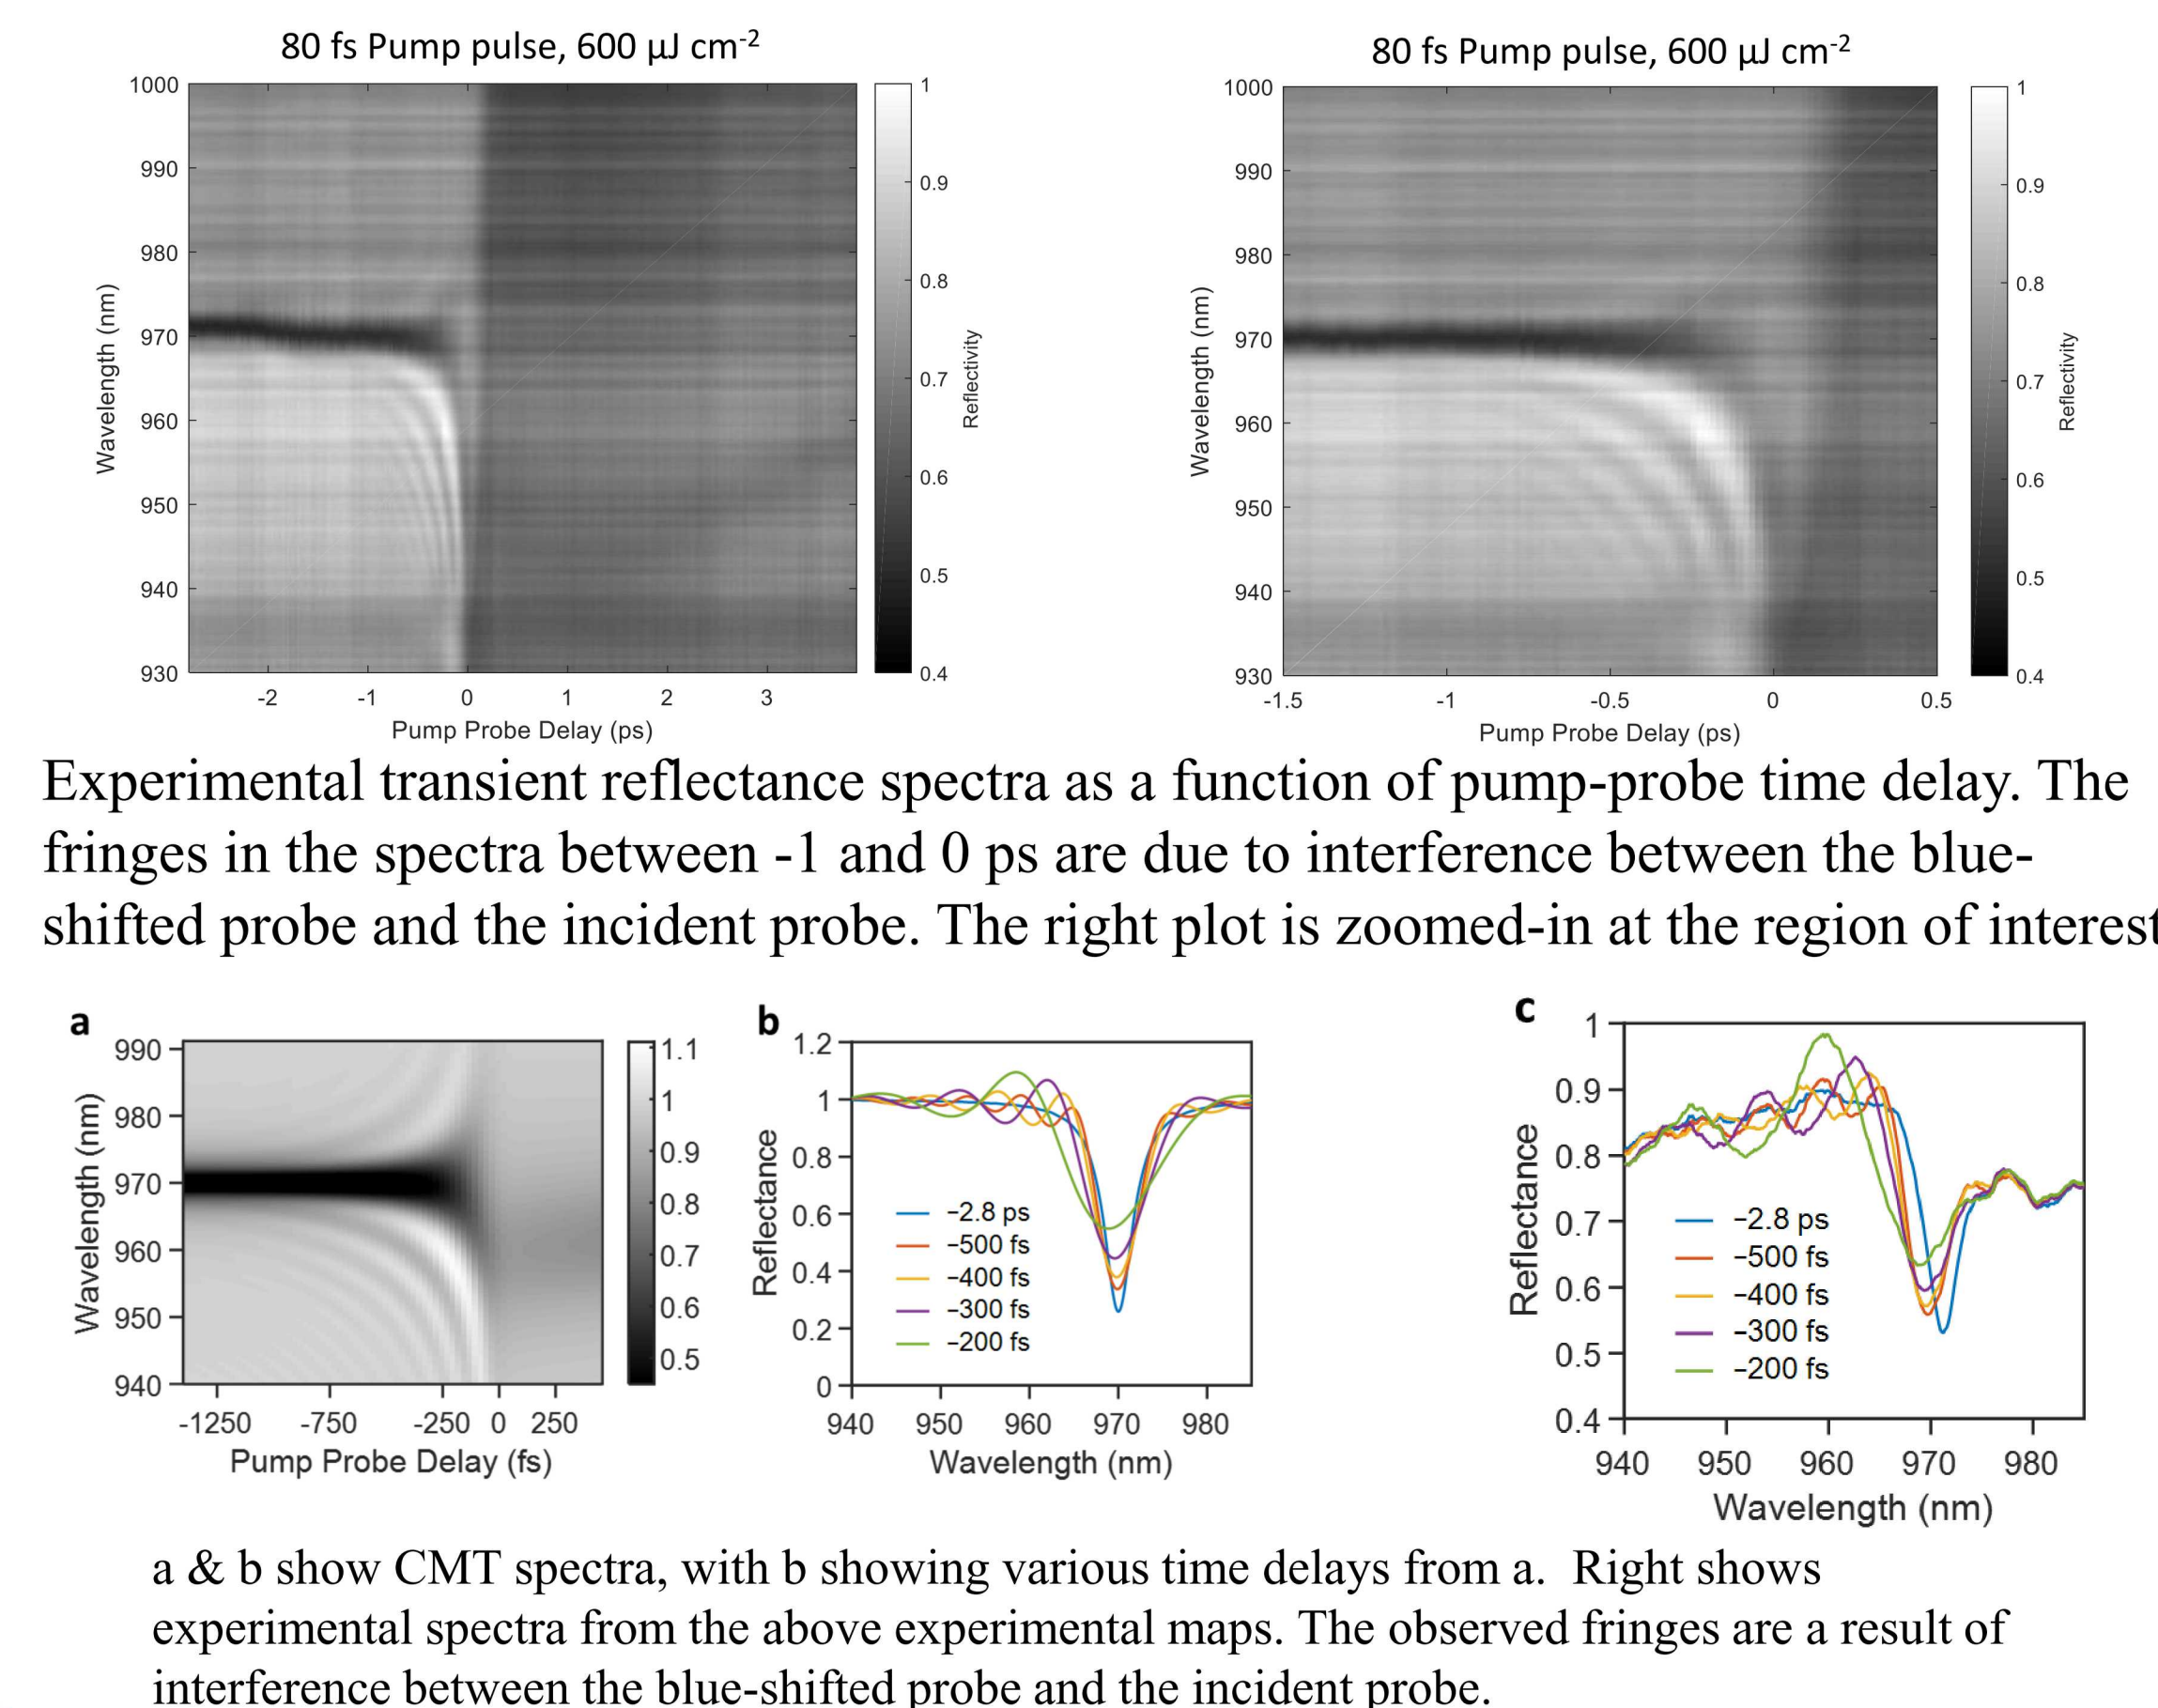 80 fs Pump pulse, 600 µJ cm-2
1000
990
980
970
960
950
940
930
Wavelength (nm)
-2 -1 0 1 2 3
Pump Probe Delay (ps)
1
0.9
0.8
0.7
0.6
0.5
0.4
Reflectivity
80 fs Pump pulse, 600 µJ cm-2
1000
990
980
970
960
950
940
930
Wavelength (nm)
-1.5 -1 -0.5 0 0.5
Pump Probe Delay (ps)
1
0.9
0.8
0.7
0.6
0.5
0.4
Reflectivity
Experimental transient reflectance spectra as a function of pump-probe time delay. The
fringes in the spectra between -1 and 0 ps are due to interference between the blue-
shifted probe and the incident probe. The right plot is zoomed-in at the region of interest
a
990
980
970
960
950
940
Wavelength (nm)
-1250 -750 -250 0 250
Pump Probe Delay (fs)
1.1
1
0.9
0.8
0.7
0.6
0.5
b
1.2
1
0.8
0.6
0.4
0.2
0
Reflectance
−2.8 ps
−500 fs
−400 fs
−300 fs
−200 fs
940 950 960 970 980
Wavelength (nm)
c
1
0.9
0.8
0.7
0.6
0.5
0.4
Reflectance
−2.8 ps
−500 fs
−400 fs
−300 fs
−200 fs
940 950 960 970 980
Wavelength (nm)
a & b show CMT spectra, with b showing various time delays from a. Right shows
experimental spectra from the above experimental maps. The observed fringes are a result of
interference between the blue-shifted probe and the incident probe.